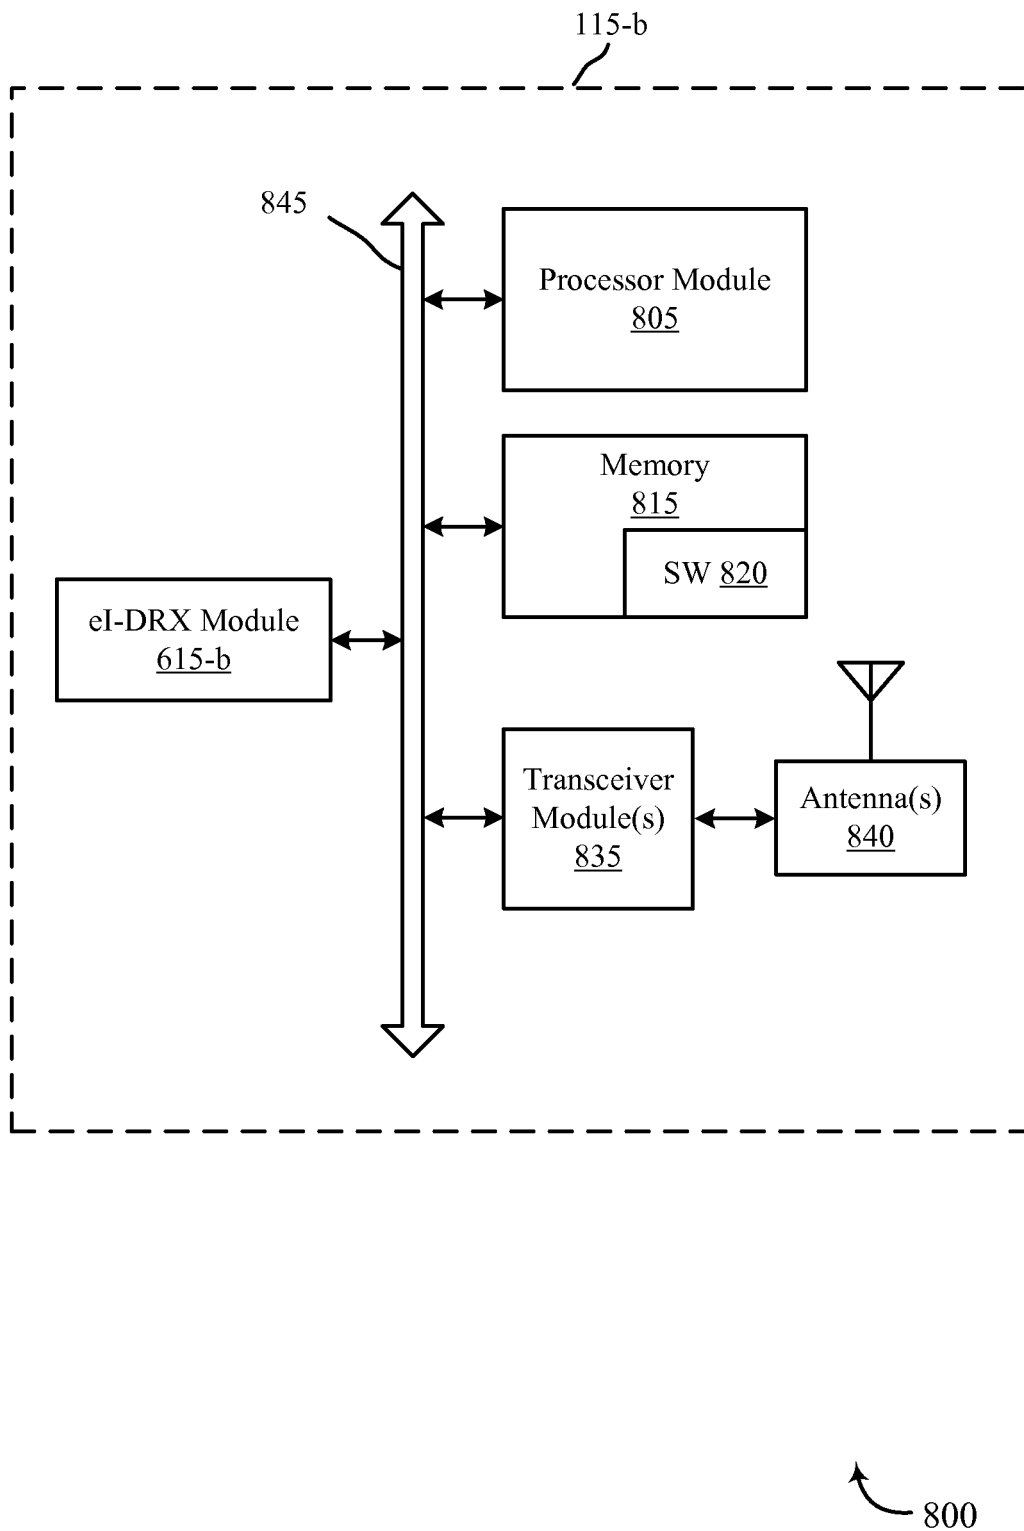 115-b
845
Processor Module
805
Memory
815
SW 820
eI-DRX Module
615-b
Transceiver
Module(s)
835
Antenna(s)
840
800